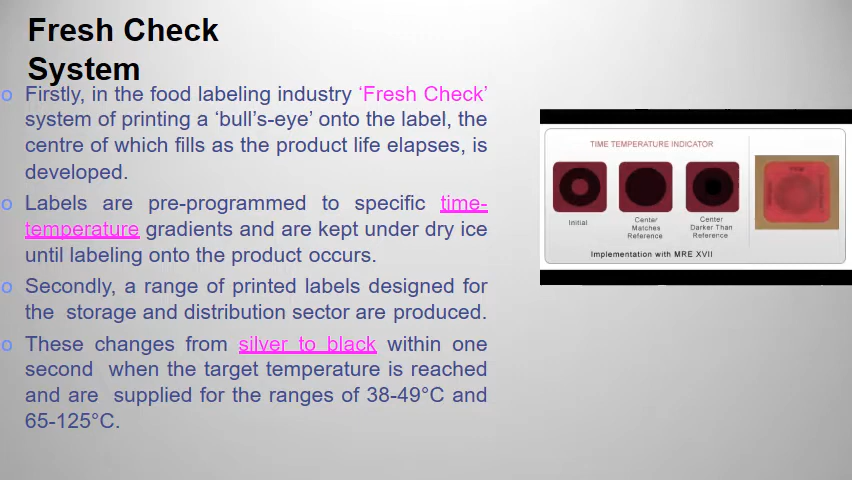 Fresh Check
System
o Firstly, in the food labeling industry ‘Fresh Check’
system of printing a ‘bull’s-eye’ onto the label, the
centre of which fills as the product life elapses, is
developed.
o Labels are pre-programmed to specific time-
temperature gradients and are kept under dry ice
until labeling onto the product occurs.
o Secondly, a range of printed labels designed for
the storage and distribution sector are produced.
o These changes from silver to black within one
second when the target temperature is reached
and are supplied for the ranges of 38-49°C and
65-125°C.
TIME TEMPERATURE INDICATOR
Initial
Center
Matches
Reference
Center
Darker Than
Reference
Implementation with MRE XVII